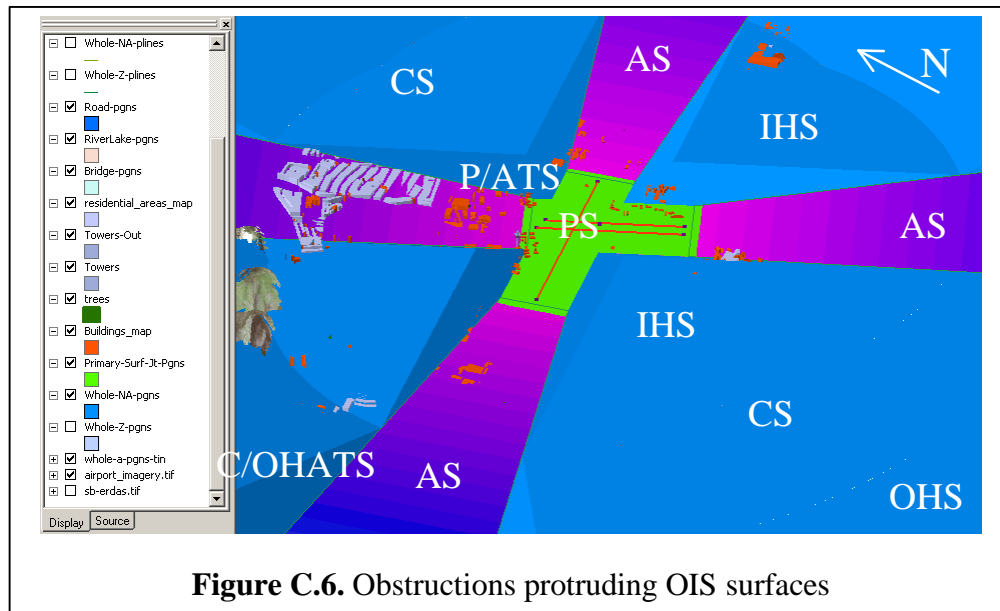 ×
Whole-NA-plines
Whole-Z-plines
Road-pgns
RiverLake-pgns
Bridge-pgns
residential_areas_map
Towers-Out
Towers
trees
Buildings_map
Primary-Surf-Jt-Pgns
Whole-NA-pgns
Whole-Z-pgns
whole-a-pgns-tin
airport_imagery.tif
sb-erdas.tif
Display Source
AS
N
CS
IHS
P/ATS
PS
AS
IHS
CS
C/OHATS
AS
OHS
Figure C.6. Obstructions protruding OIS surfaces